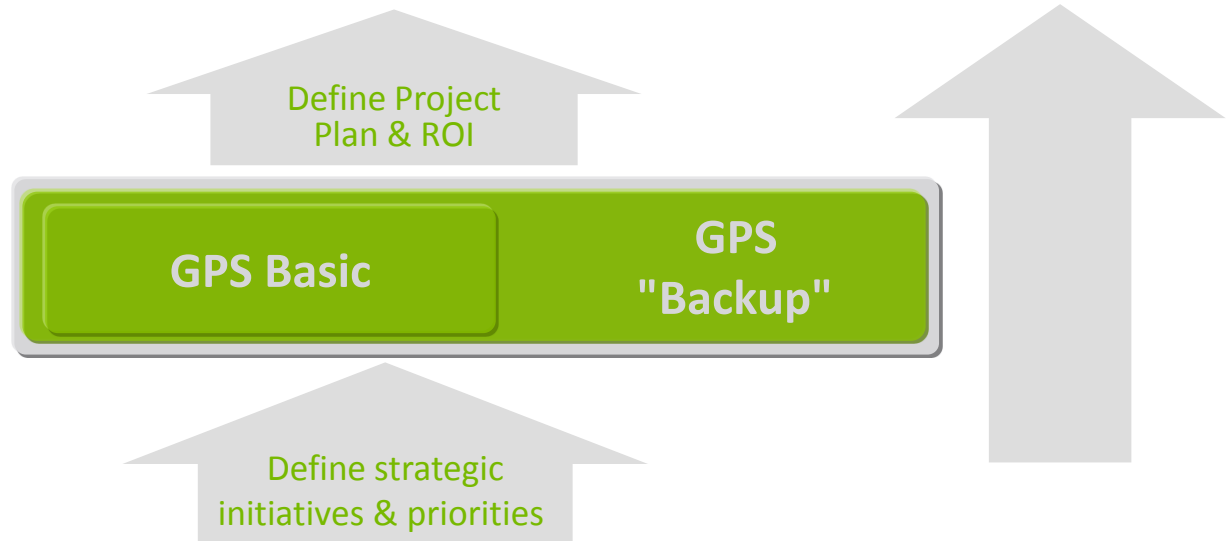 Define Project
Plan & ROI
GPS Basic
GPS
"Backup"
Define strategic
initiatives & priorities